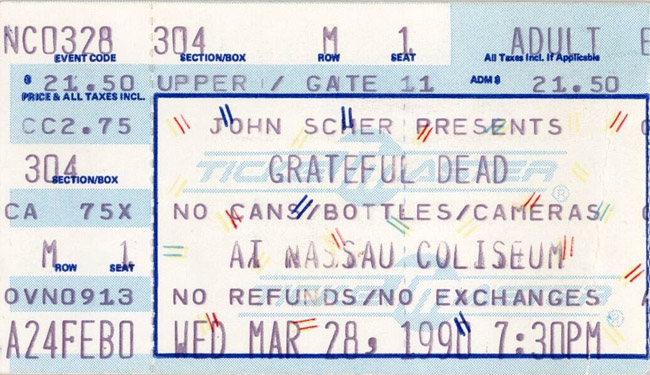 NC0328 304 M 1 ADULT
EVENT CODE SECTION/BOX ROW SEAT All Taxes Incl. If Applicable
$ 21.50 UPPER / GATE 11 ADM $ 21.50
PRICE & ALL TAXES INCL.
CC2.75 JOHN SCHER PRESENTS
304 GRATEFUL DEAD
SECTION/BOX TICKETMASTER ®
CA 75X NO CANS/BOTTLES/CAMERAS
M 1 AT NASSAU COLISEUM
ROW SEAT
OVN0913 NO REFUNDS/NO EXCHANGES
TICKETMASTER ®
A24FEB0 WED MAR 28, 1990 7:30PM